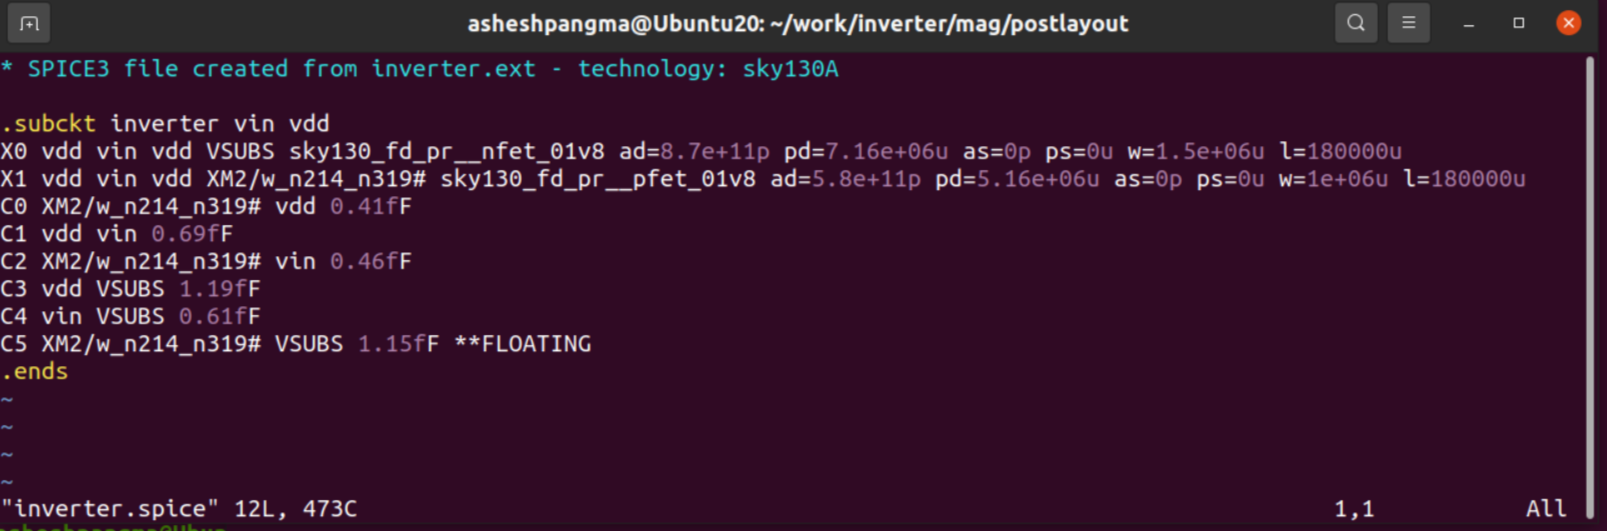 asheshpangma@Ubuntu20: ~/work/inverter/mag/postlayout
* SPICE3 file created from inverter.ext - technology: sky130A
.subckt inverter vin vdd
X0 vdd vin vdd VSUBS sky130_fd_pr__nfet_01v8 ad=8.7e+11p pd=7.16e+06u as=0p ps=0u w=1.5e+06u l=180000u
X1 vdd vin vdd XM2/w_n214_n319# sky130_fd_pr__pfet_01v8 ad=5.8e+11p pd=5.16e+06u as=0p ps=0u w=1e+06u l=180000u
C0 XM2/w_n214_n319# vdd 0.41fF
C1 vdd vin 0.69fF
C2 XM2/w_n214_n319# vin 0.46fF
C3 vdd VSUBS 1.19fF
C4 vin VSUBS 0.61fF
C5 XM2/w_n214_n319# VSUBS 1.15fF **FLOATING
.ends
~
~
~
~
"inverter.spice" 12L, 473C 1,1 All